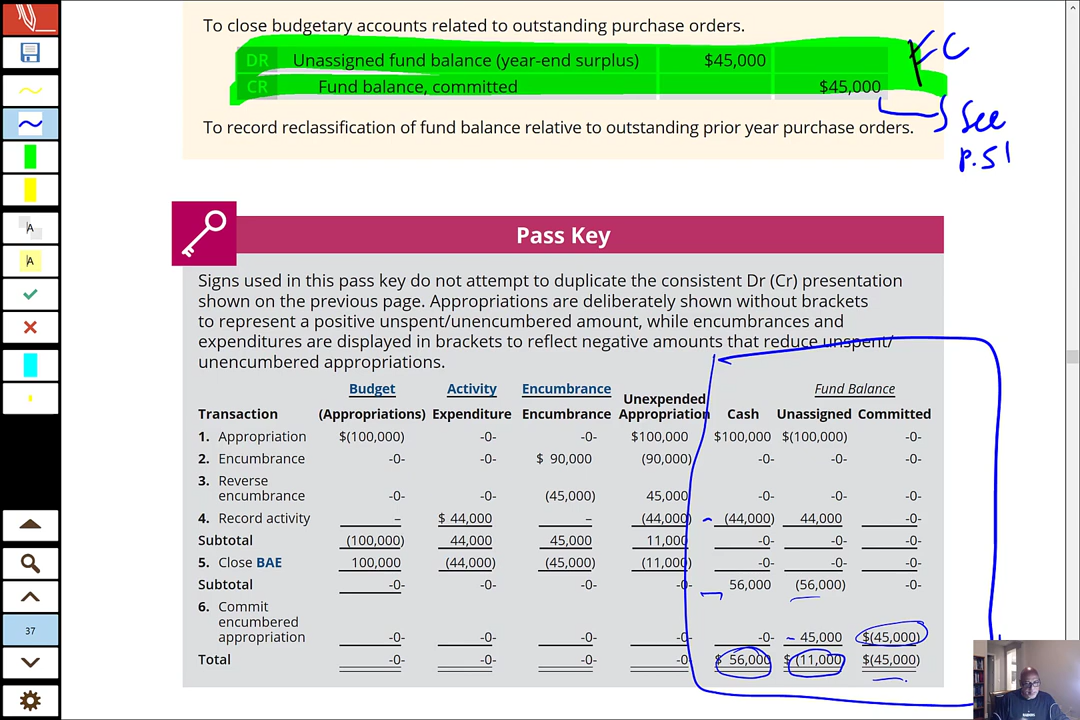 To close budgetary accounts related to outstanding purchase orders.
DR Unassigned fund balance (year-end surplus) $45,000
CR Fund balance, committed $45,000
C
To record reclassification of fund balance relative to outstanding prior year purchase orders.
See
p.51
Pass Key
Signs used in this pass key do not attempt to duplicate the consistent Dr (Cr) presentation
shown on the previous page. Appropriations are deliberately shown without brackets
to represent a positive unspent/unencumbered amount, while encumbrances and
expenditures are displayed in brackets to reflect negative amounts that reduce unspent/
unencumbered appropriations.
Budget Activity Encumbrance Fund Balance
Unexpended
Transaction (Appropriations) Expenditure Encumbrance Appropriation Cash Unassigned Committed
1. Appropriation $(100,000) -0- -0- $100,000 $100,000 $(100,000) -0-
2. Encumbrance -0- -0- $ 90,000 (90,000) -0- -0- -0-
3. Reverse
encumbrance -0- -0- (45,000) 45,000 -0- -0- -0-
4. Record activity – $ 44,000 – (44,000) (44,000) 44,000 -0-
Subtotal (100,000) 44,000 45,000 11,000 -0- -0- -0-
5. Close BAE 100,000 (44,000) (45,000) (11,000) -0- -0- -0-
Subtotal -0- -0- -0- -0- 56,000 (56,000) -0-
6. Commit
encumbered
appropriation -0- -0- -0- -0- -0- 45,000 $(45,000)
Total -0- -0- -0- -0- $ 56,000 $ (11,000) $(45,000)
A
A
37